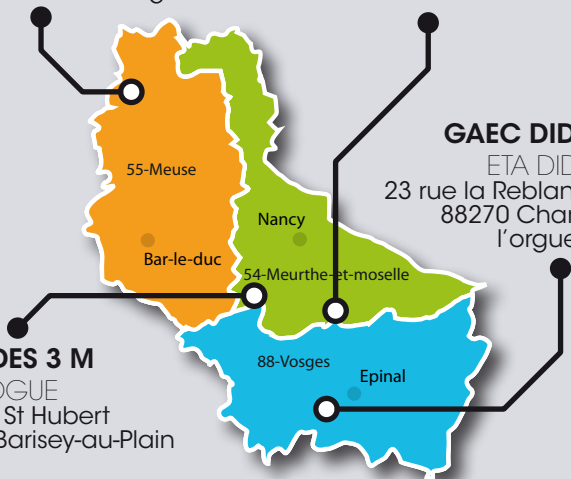 GAEC DID
ETA DID
23 rue la Reblan
88270 Char
l'orgue
55-Meuse
Nancy
Bar-le-duc
54-Meurthe-et-moselle
DES 3 M
OGUE
St Hubert
Barisey-au-Plain
88-Vosges
Epinal